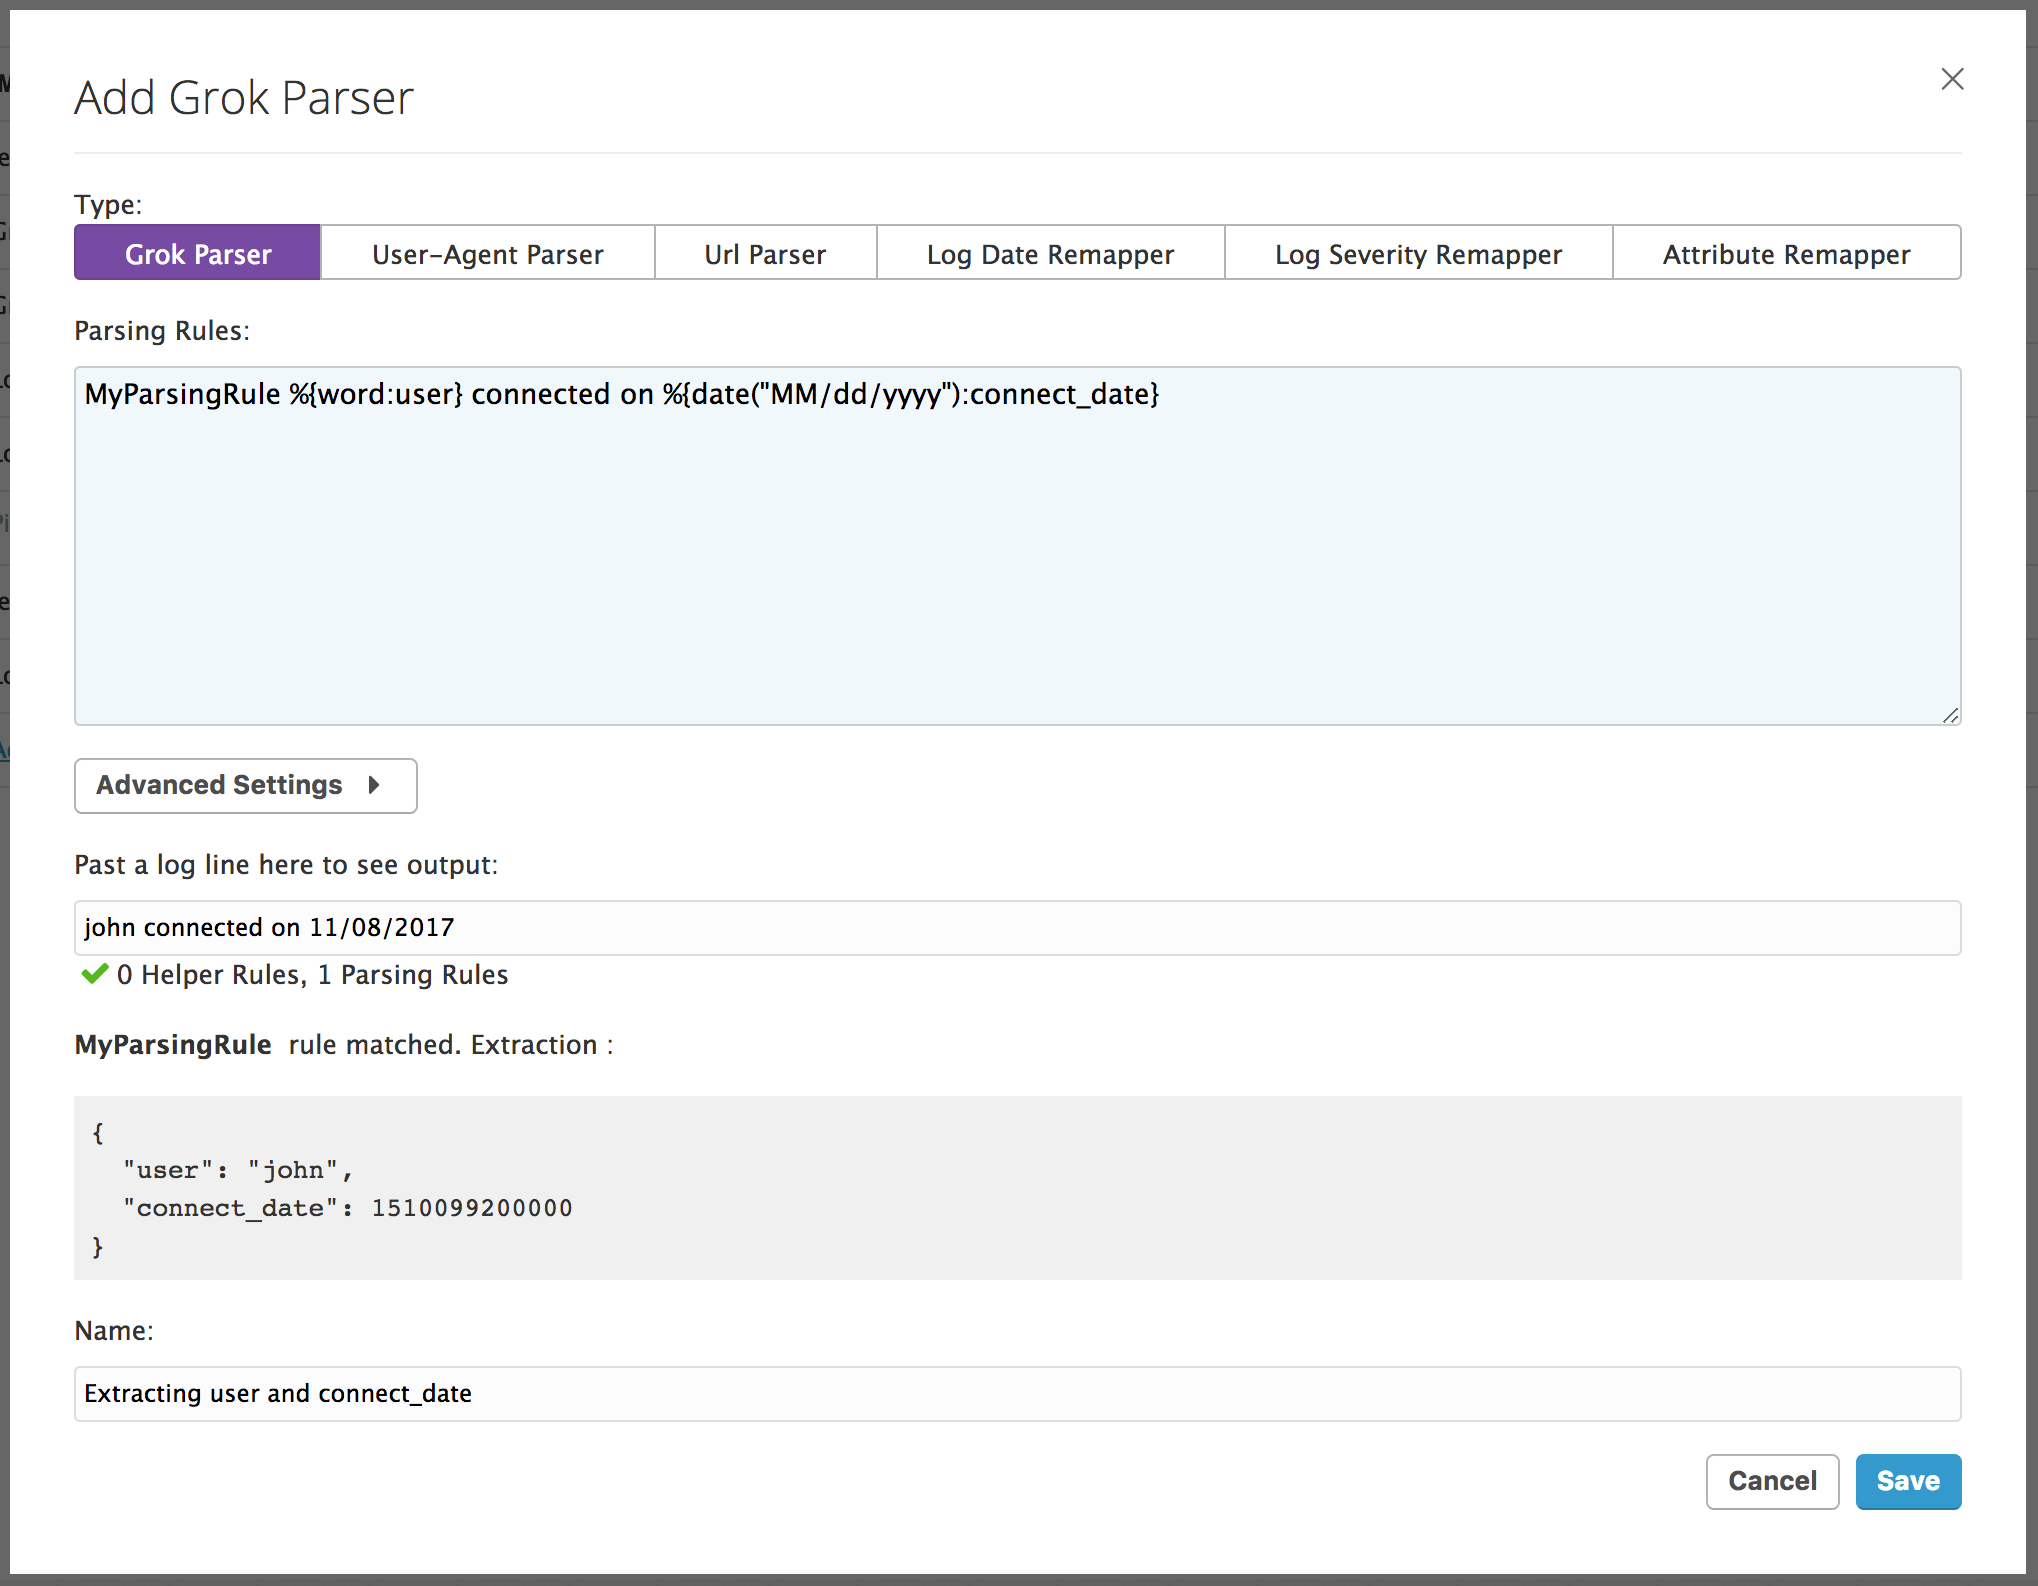 Add Grok Parser
Type:
Grok Parser User-Agent Parser Url Parser Log Date Remapper Log Severity Remapper Attribute Remapper
Parsing Rules:
MyParsingRule %{word:user} connected on %{date("MM/dd/yyyy"):connect_date}
Advanced Settings
Past a log line here to see output:
john connected on 11/08/2017
0 Helper Rules, 1 Parsing Rules
MyParsingRule rule matched. Extraction :
{
"user": "john",
"connect_date": 1510099200000
}
Name:
Extracting user and connect_date
Cancel Save